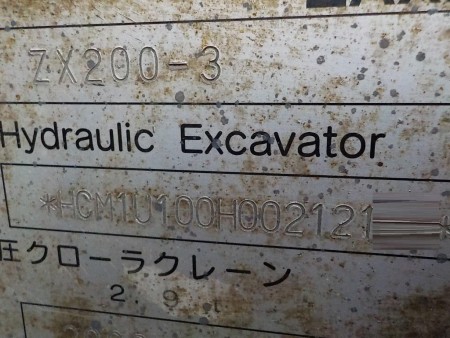 ZX200-3
Hydraulic Excavator
*HCM1U100H002121
圧クローラクレーン
2.9 t